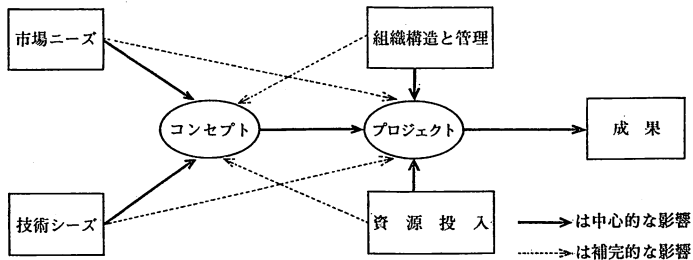 市場ニーズ
組織構造と管理
コンセプト
プロジェクト
成果
技術シーズ
資源投入
は中心的な影響
は補完的な影響